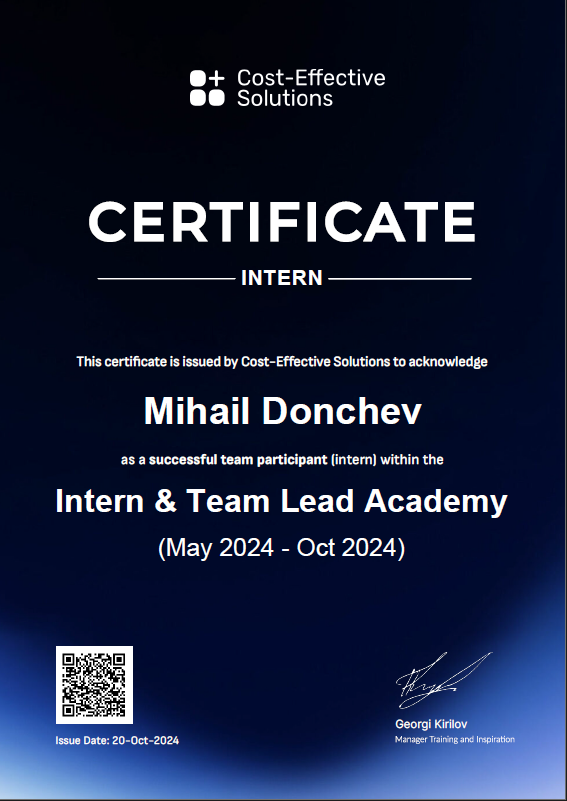 Cost-Effective
Solutions
CERTIFICATE
INTERN
This certificate is issued by Cost-Effective Solutions to acknowledge
Mihail Donchev
as a successful team participant (intern) within the
Intern & Team Lead Academy
(May 2024 - Oct 2024)
Issue Date: 20-Oct-2024
Georgi Kirilov
Manager Training and Inspiration